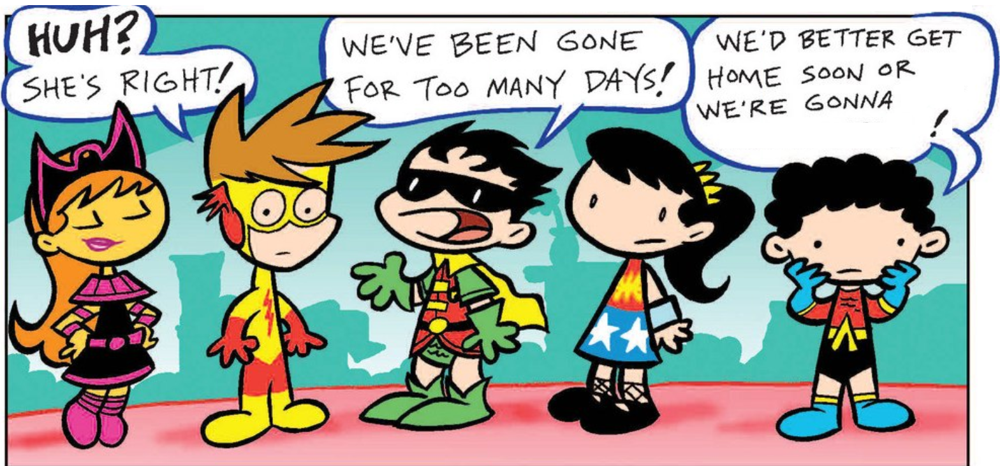 HUH?
SHE'S RIGHT!
WE'VE BEEN GONE
FOR TOO MANY DAYS!
WE'D BETTER GET
HOME SOON OR
WE'RE GONNA
!